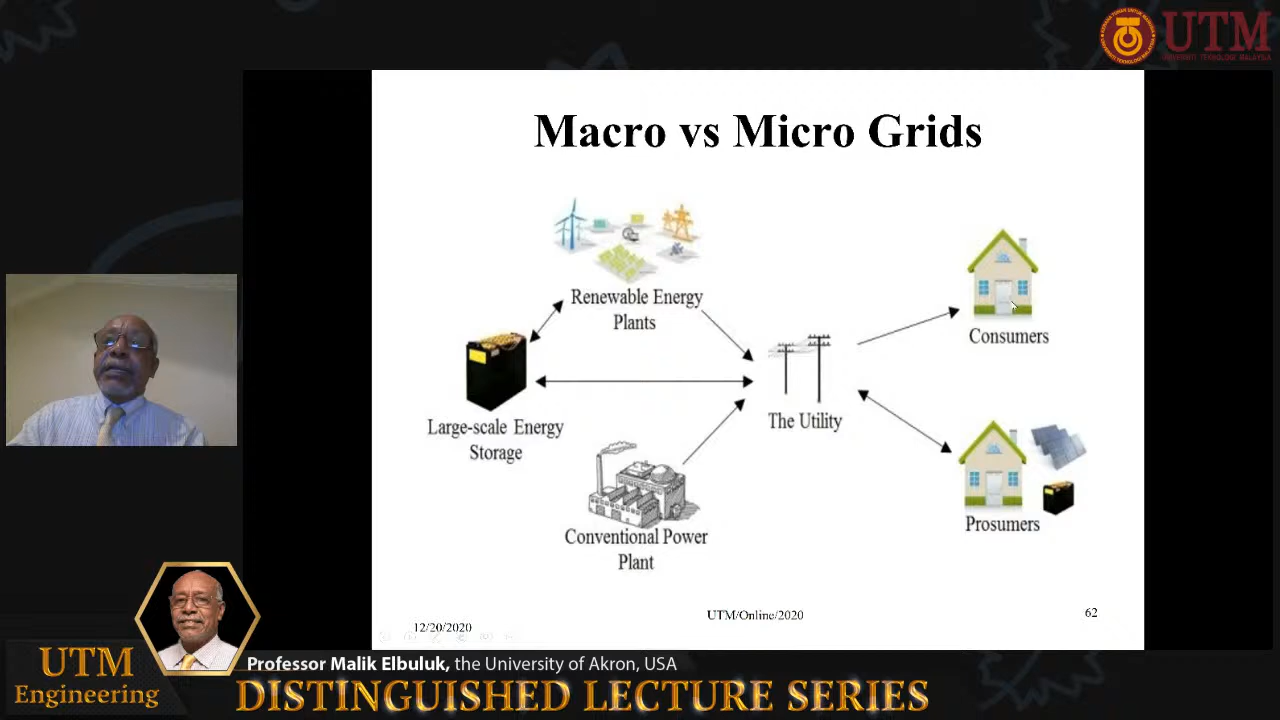 UTM
UNIVERSITI TEKNOLOGI MALAYSIA
Macro vs Micro Grids
Renewable Energy
Plants
Consumers
Large-scale Energy
Storage
The Utility
Conventional Power
Plant
Prosumers
12/20/2020
UTM/Online/2020
62
UTM
Engineering
Professor Malik Elbuluk, the University of Akron, USA
DISTINGUISHED LECTURE SERIES